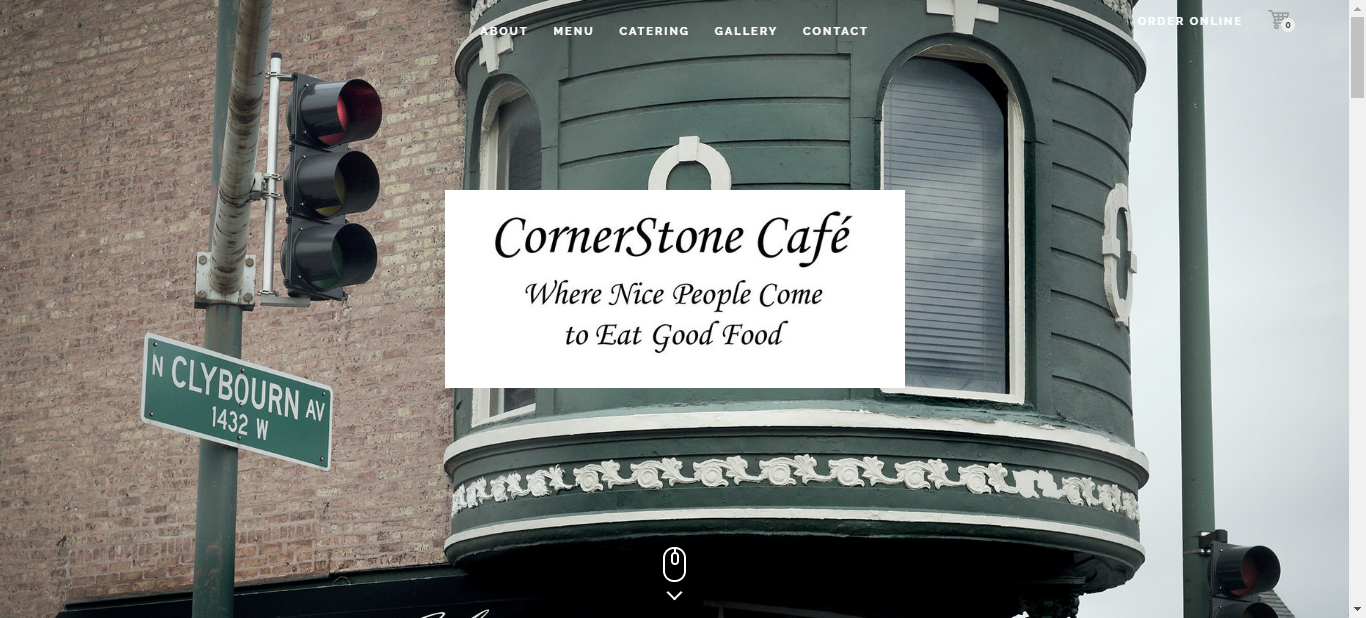 ABOUT MENU CATERING GALLERY CONTACT
ORDER ONLINE
0
CornerStone Café
Where Nice People Come
to Eat Good Food
N CLYBOURN AV
1432 W